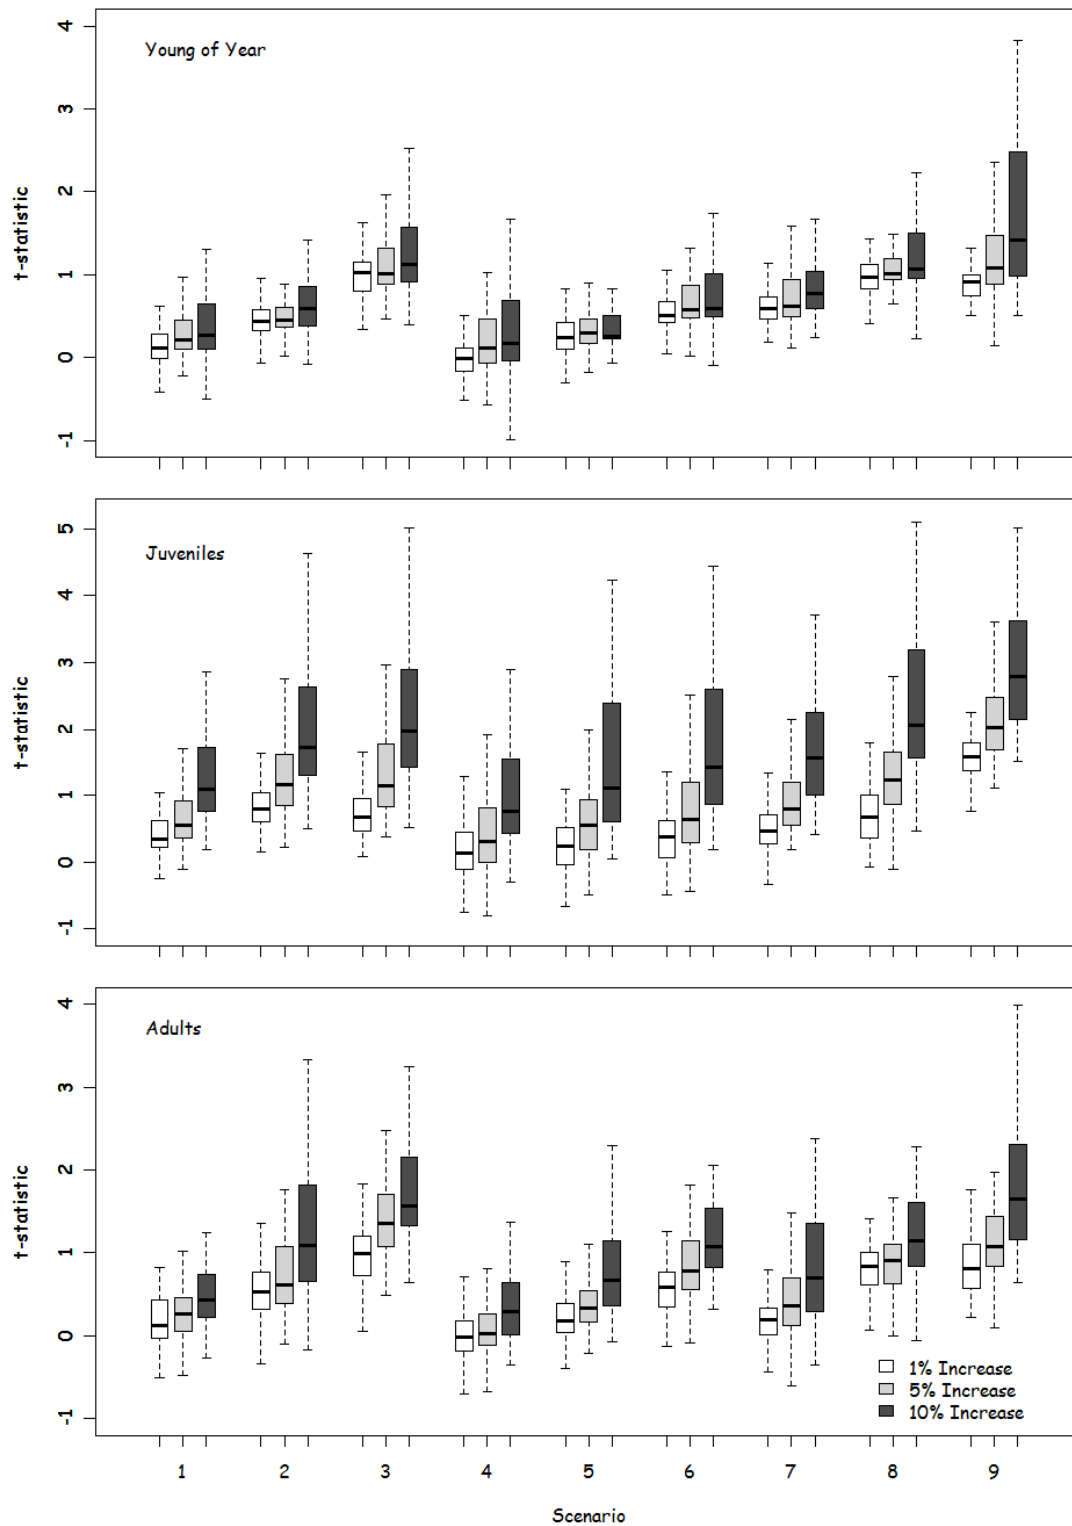 4
3
2
1
0
-1
t-statistic
Young of Year
5
4
3
2
1
0
-1
t-statistic
Juveniles
4
3
2
1
0
-1
t-statistic
Adults
1% Increase
5% Increase
10% Increase
1 2 3 4 5 6 7 8 9
Scenario